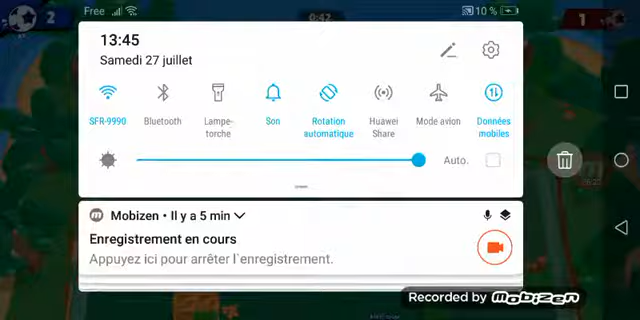 Free 10 %
2 0:42 1
13:45
Samedi 27 juillet
SFR-9990 Bluetooth Lampe-torche Son Rotation automatique Huawei Share Mode avion Données mobiles
Auto.
Mobizen • Il y a 5 min
Enregistrement en cours
Appuyez ici pour arrêter l'enregistrement.
Recorded by Mobizen